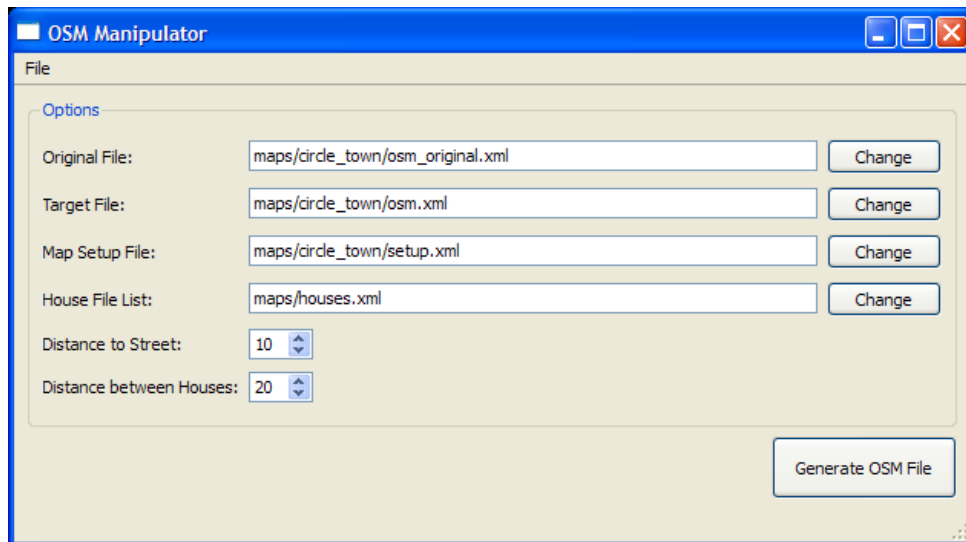 OSM Manipulator
File
Options
Original File: maps/circle_town/osm_original.xml Change
Target File: maps/circle_town/osm.xml Change
Map Setup File: maps/circle_town/setup.xml Change
House File List: maps/houses.xml Change
Distance to Street: 10
Distance between Houses: 20
Generate OSM File